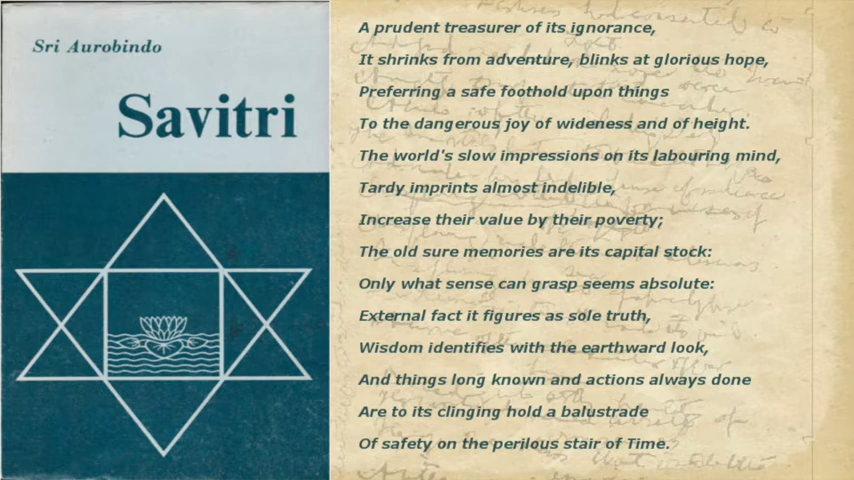 Sri Aurobindo
Savitri
A prudent treasurer of its ignorance,
It shrinks from adventure, blinks at glorious hope,
Preferring a safe foothold upon things
To the dangerous joy of wideness and of height.
The world's slow impressions on its labouring mind,
Tardy imprints almost indelible,
Increase their value by their poverty;
The old sure memories are its capital stock:
Only what sense can grasp seems absolute:
External fact it figures as sole truth,
Wisdom identifies with the earthward look,
And things long known and actions always done
Are to its clinging hold a balustrade
Of safety on the perilous stair of Time.